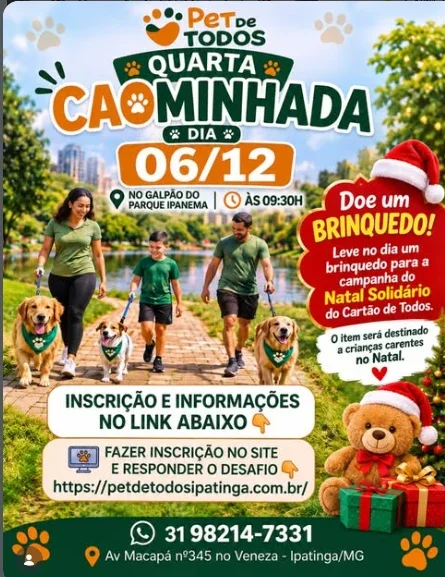 PET DE
TODOS
QUARTA
CAOMINHADA
DIA
06/12
NO GALPÃO DO
PARQUE IPANEMA
ÀS 09:30H
Doe um
BRINQUEDO!
Leve no dia um
brinquedo para a
campanha do
Natal Solidário
do Cartão de Todos.
O item será destinado
a crianças carentes
no Natal.
INSCRIÇÃO E INFORMAÇÕES
NO LINK ABAIXO👇
FAZER INSCRIÇÃO NO SITE
E RESPONDER O DESAFIO👇
https://petdetodosipatinga.com.br/
31 98214-7331
Av Macapá nº345 no Veneza - Ipatinga/MG